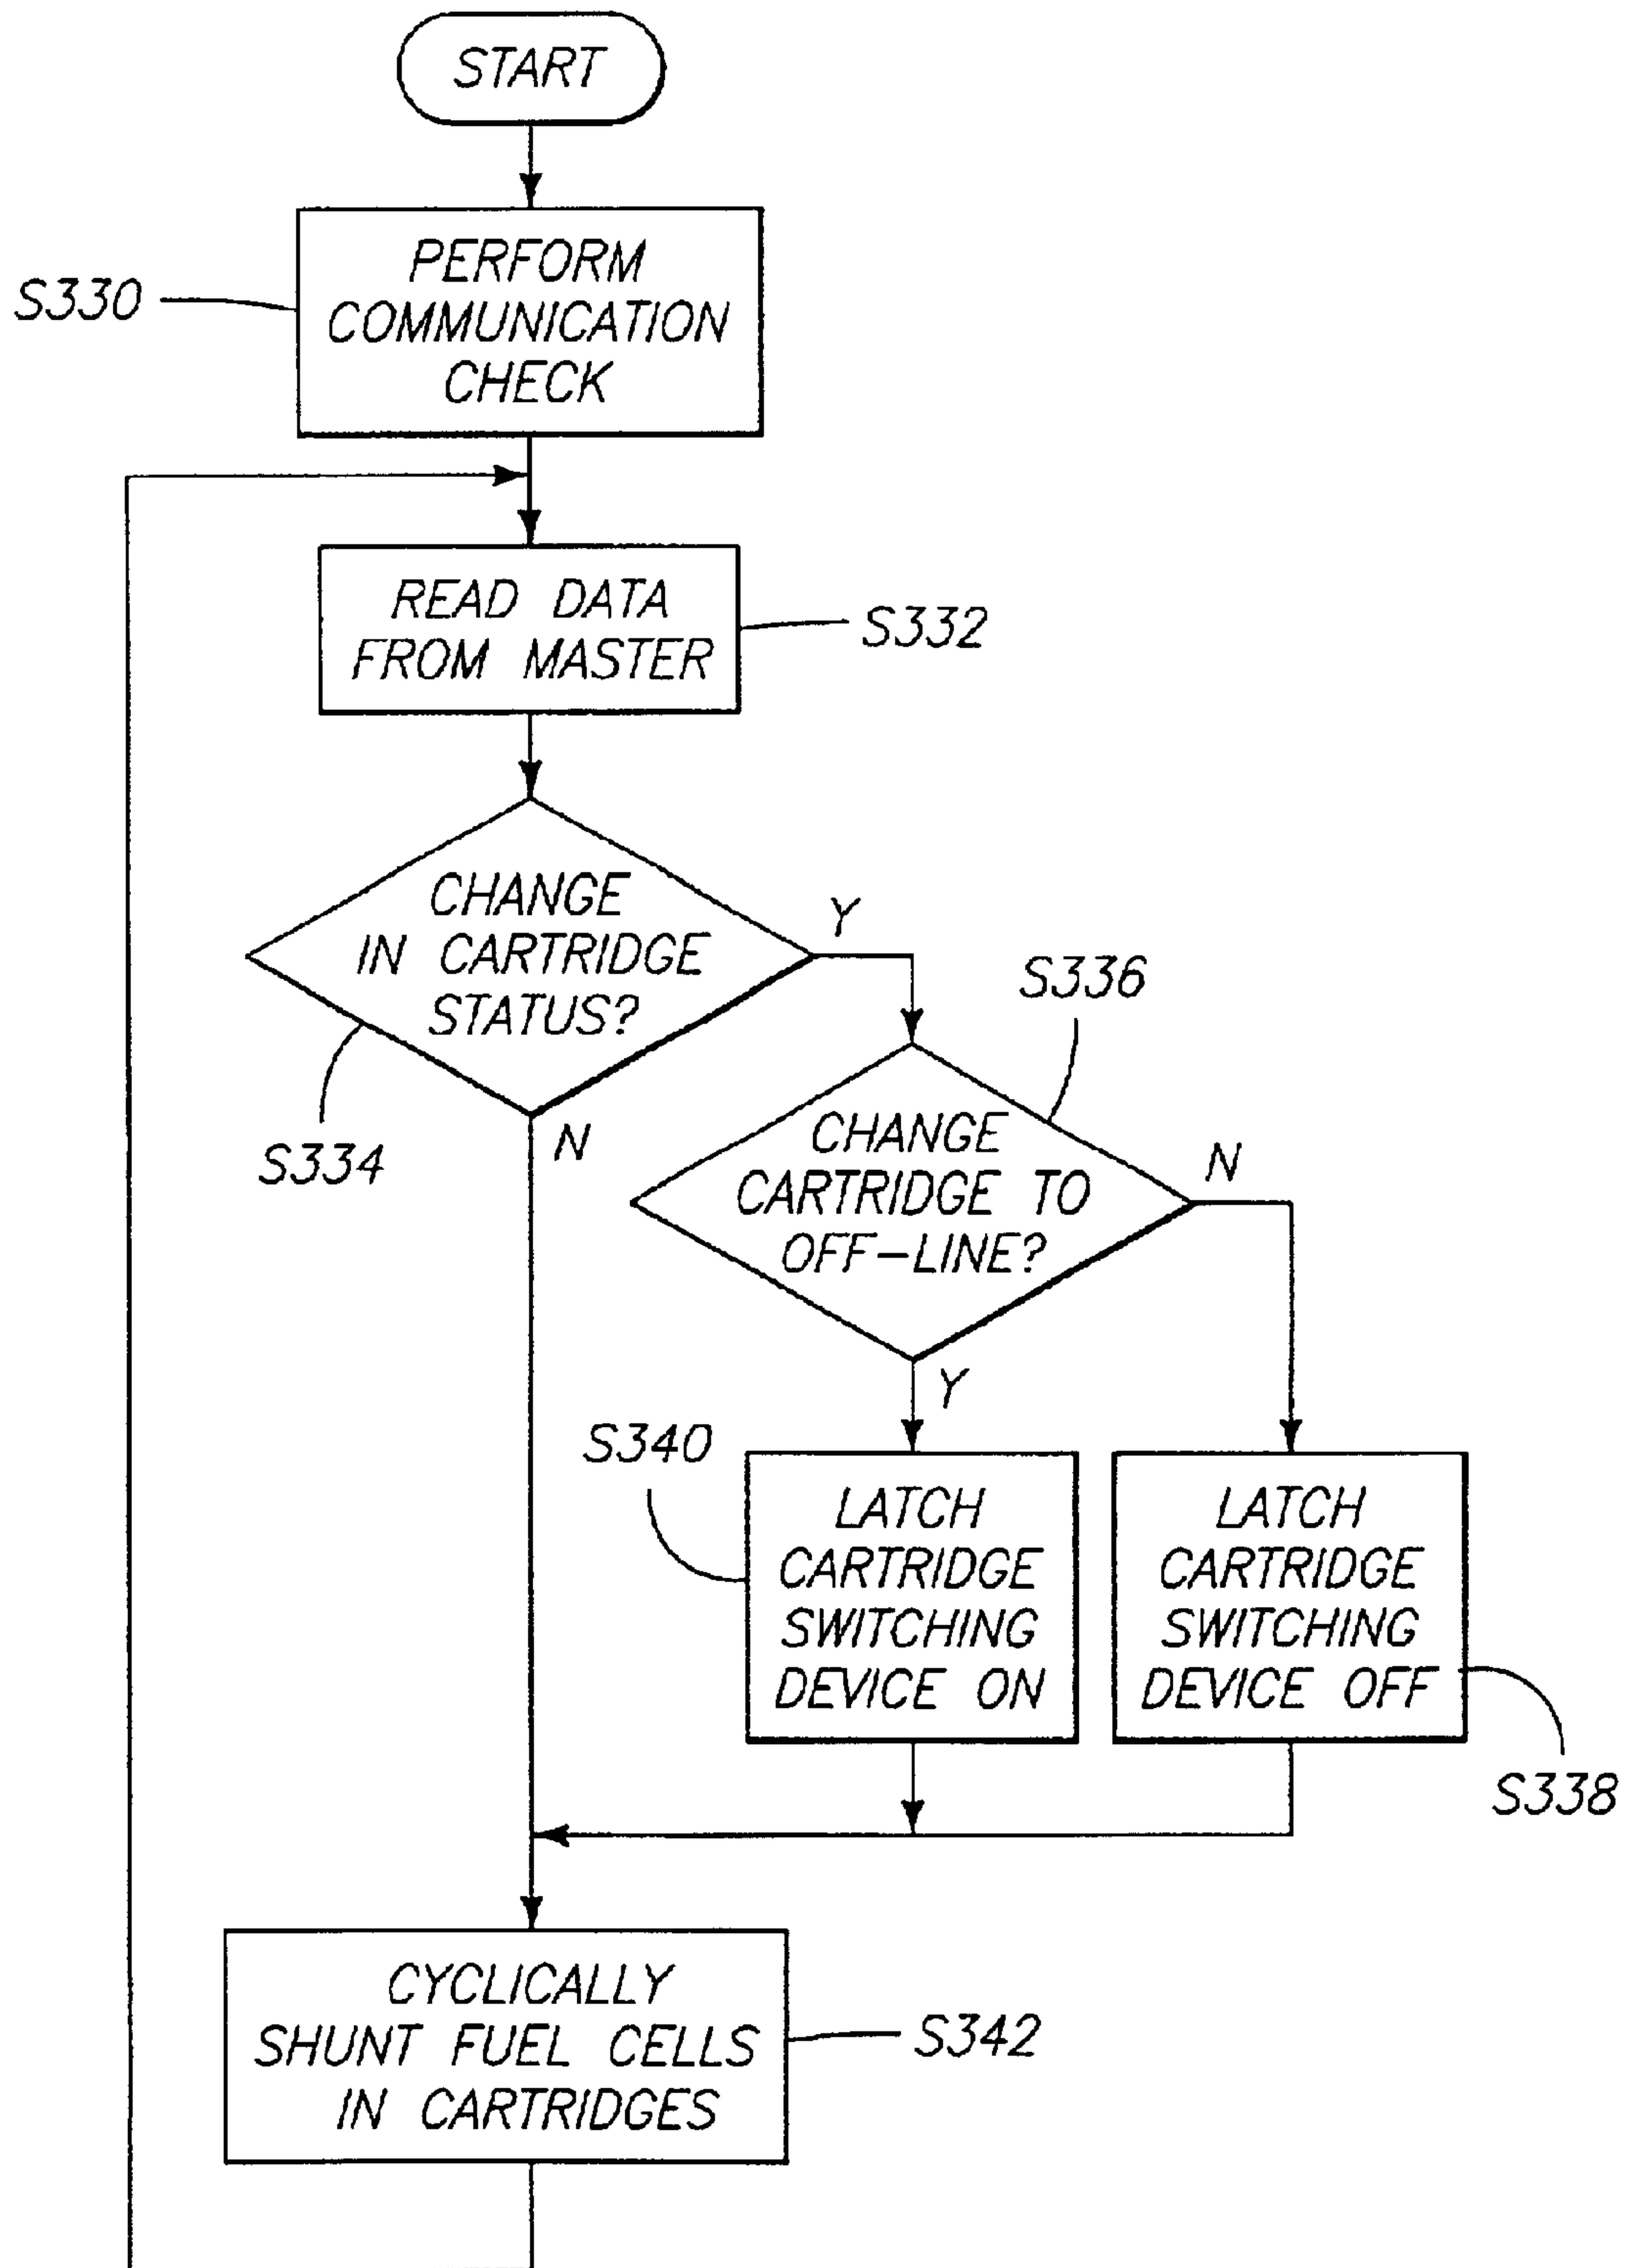 START
PERFORM
COMMUNICATION
CHECK
S330
READ DATA
FROM MASTER
S332
CHANGE
IN CARTRIDGE
STATUS?
Y
S334
N
S336
CHANGE
CARTRIDGE TO
OFF-LINE?
N
Y
S340
LATCH
CARTRIDGE
SWITCHING
DEVICE ON
LATCH
CARTRIDGE
SWITCHING
DEVICE OFF
S338
CYCLICALLY
SHUNT FUEL CELLS
IN CARTRIDGES
S342